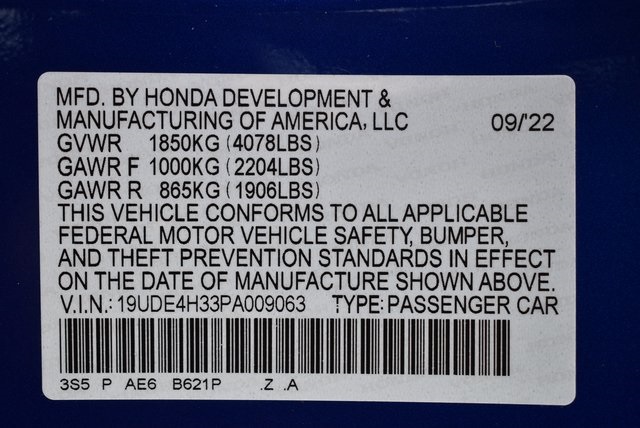 MFD. BY HONDA DEVELOPMENT &
MANUFACTURING OF AMERICA, LLC 09/'22
GVWR 1850KG (4078LBS)
GAWR F 1000KG (2204LBS)
GAWR R 865KG (1906LBS)
THIS VEHICLE CONFORMS TO ALL APPLICABLE
FEDERAL MOTOR VEHICLE SAFETY, BUMPER,
AND THEFT PREVENTION STANDARDS IN EFFECT
ON THE DATE OF MANUFACTURE SHOWN ABOVE.
V.I.N.: 19UDE4H33PA009063 TYPE: PASSENGER CAR
3S5 P AE6 B621P .Z .A